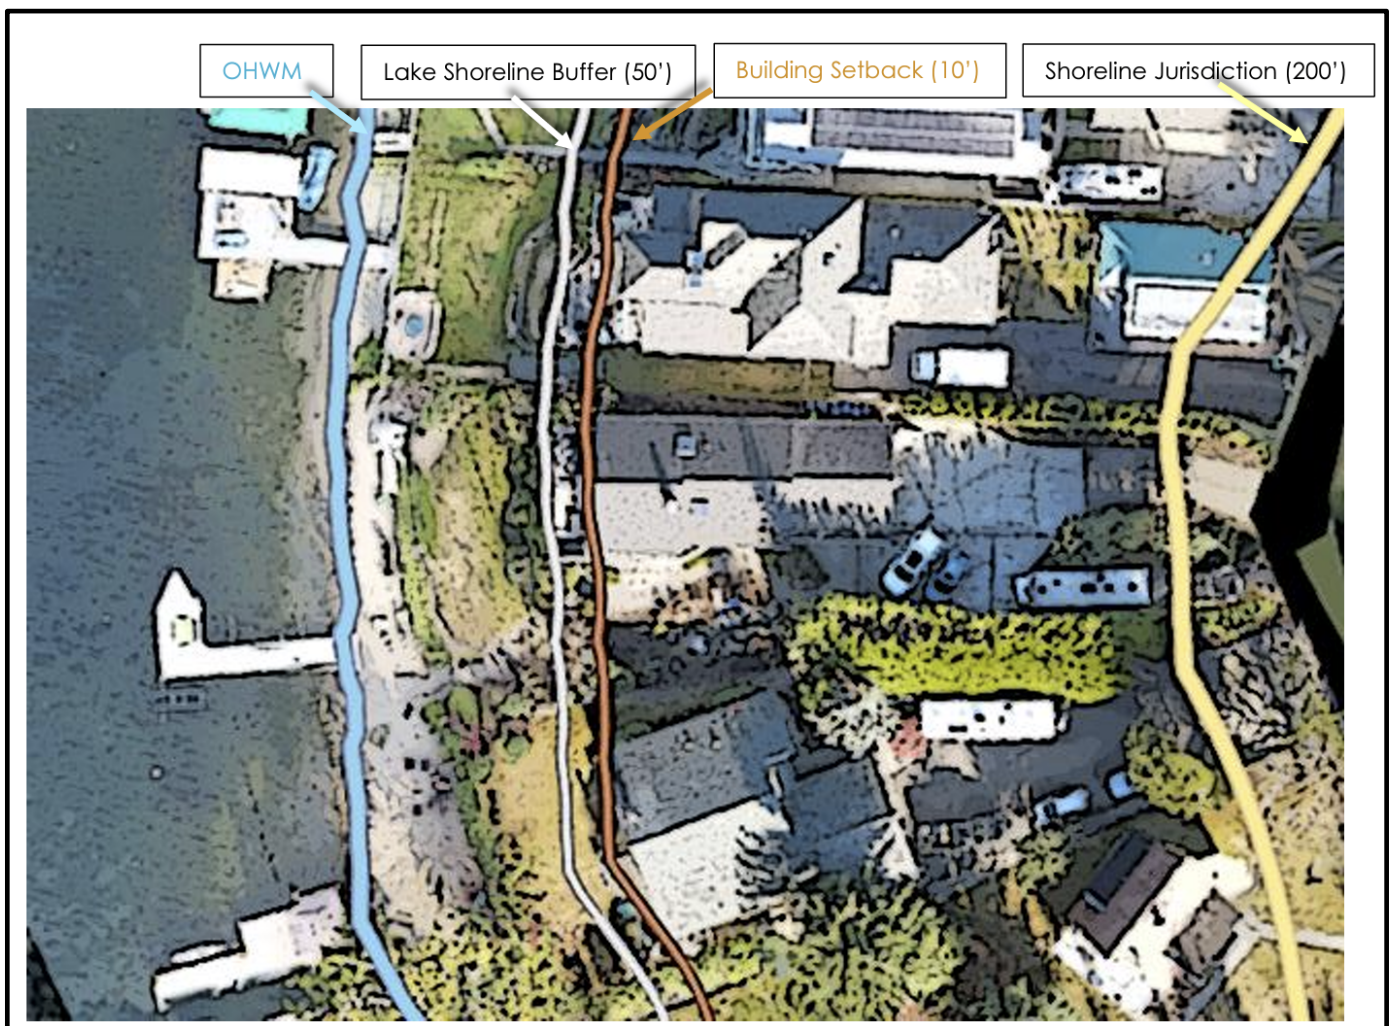 OHWM
Lake Shoreline Buffer (50’)
Building Setback (10’)
Shoreline Jurisdiction (200’)